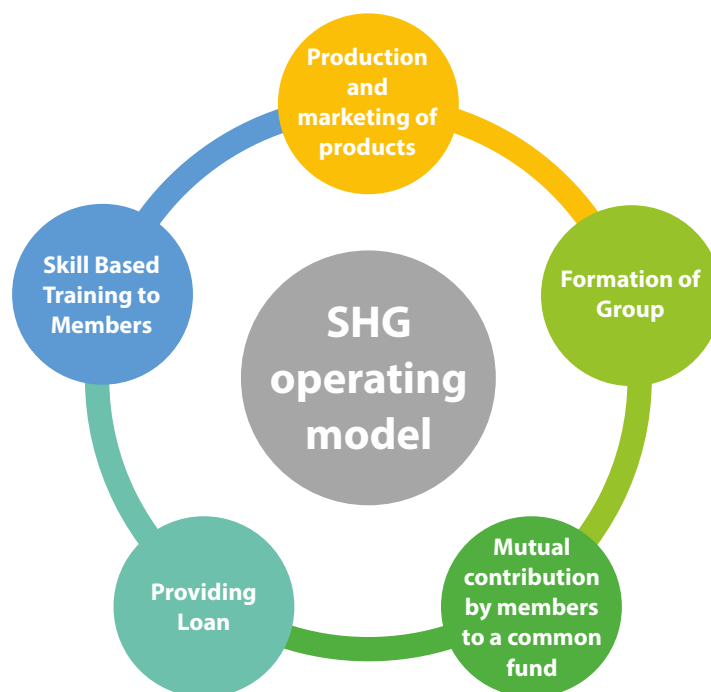 Production
and
marketing of
products
Skill Based
Training to
Members
Formation of
Group
SHG
operating
model
Mutual
contribution
by members
to a common
fund
Providing
Loan